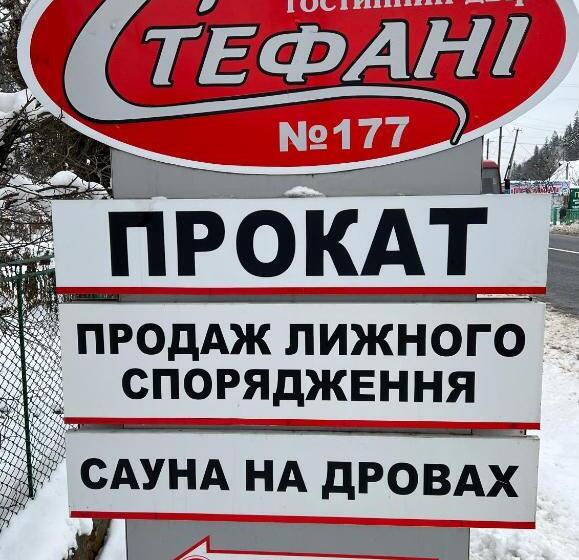 ГОСТИННИЙ ДВІР
СТЕФАНІ
№177
ПРОКАТ
ПРОДАЖ ЛИЖНОГО
СПОРЯДЖЕННЯ
САУНА НА ДРОВАХ